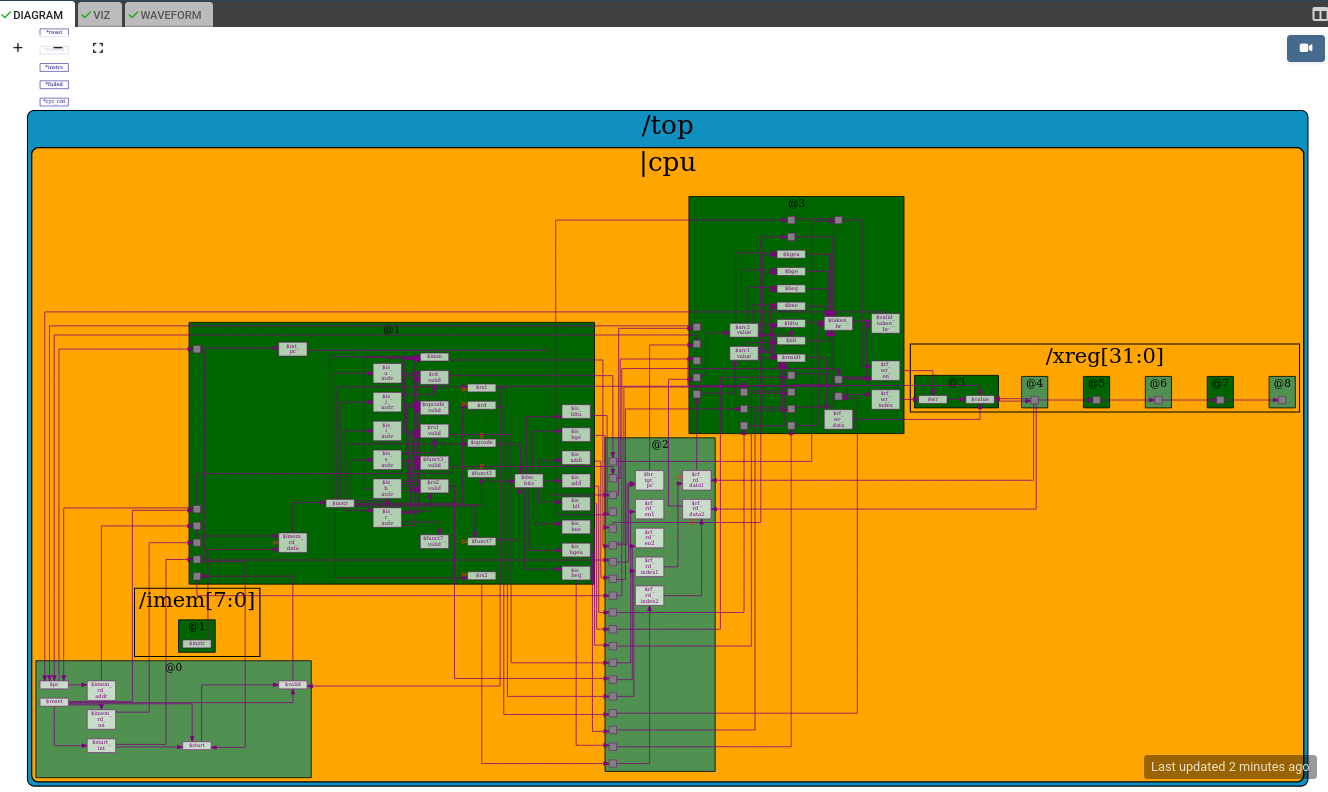 DIAGRAM
VIZ
WAVEFORM
*reset
*instrs
*failed
*cyc_cnt
/top
|cpu
@3
$bgeu
$bge
$beq
$bne
$bltu
$blt
$result
$src2
value
$src1
value
$taken
br
$valid
taken
br
$rf
wr
en
$rf
wr
index
$rf
wr
data
@1
$int
pc
$imem
rd
data
$instr
$is
instr
$is
instr
$is
instr
$is
instr
$is
b
instr
$is
r
instr
$imm
$rd
valid
$opcode
valid
$rs1
valid
$funct3
valid
$rs2
valid
$funct7
valid
$rs1
$rd
$opcode
$funct3
$funct7
$rs2
$dec
bits
$is
bltu
$is
bge
$is
addi
$is
add
$is
blt
$is
bne
$is
bgeu
$is
beq
/xreg[31:0]
@3
$wr
$value
@4
@5
@6
@7
@8
@2
$br
tgt
pc
$rf
rd
en1
$rf
rd
en2
$rf
rd
index1
$rf
rd
index2
$rf
rd
data1
$rf
rd
data2
/imem[7:0]
@1
$instr
@0
$pc
$reset
$imem
rd
addr
$imem
rd
en
$start
int
$start
$valid
Last updated 2 minutes ago